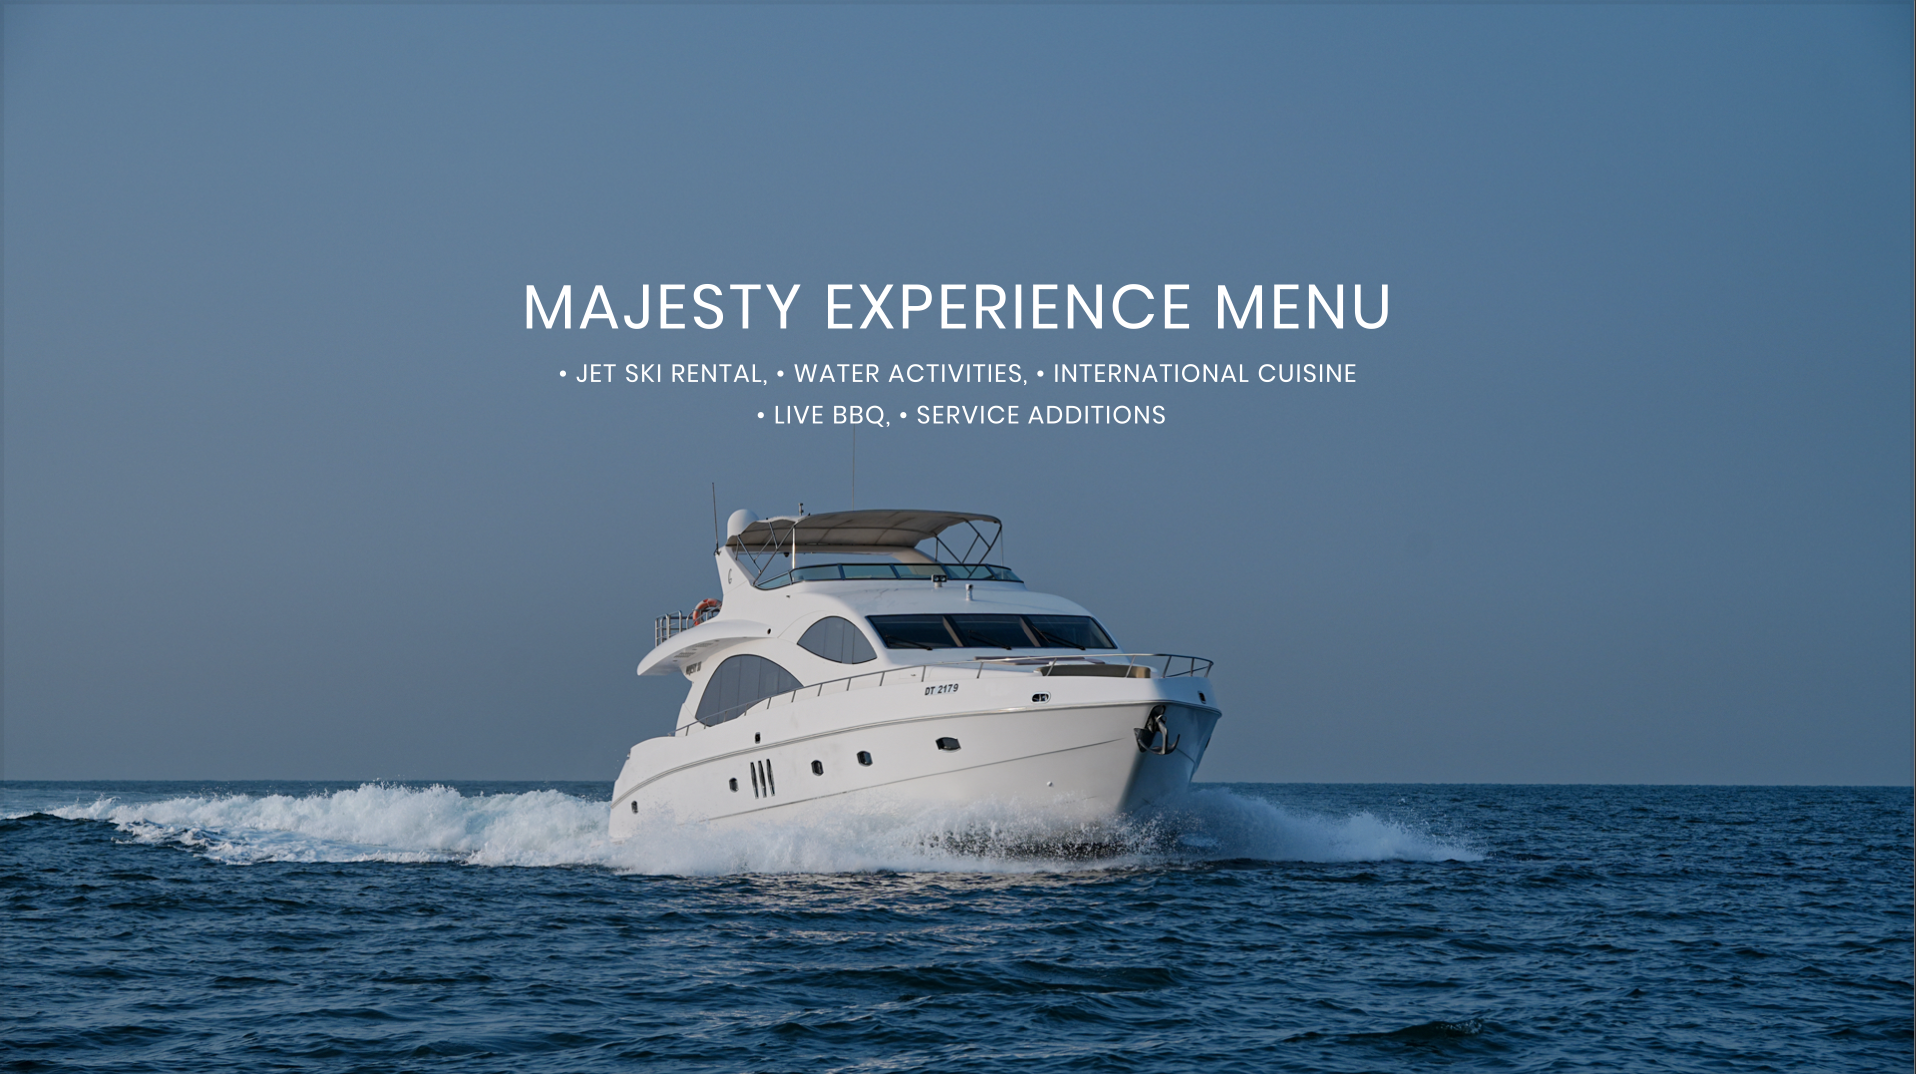 MAJESTY EXPERIENCE MENU
• JET SKI RENTAL, • WATER ACTIVITIES, • INTERNATIONAL CUISINE
• LIVE BBQ, • SERVICE ADDITIONS
DT 2179